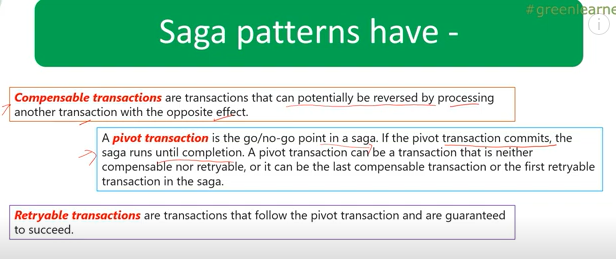 #greenlearne
Saga patterns have -
Compensable transactions are transactions that can potentially be reversed by processing
another transaction with the opposite effect.
A pivot transaction is the go/no-go point in a saga. If the pivot transaction commits, the
saga runs until completion. A pivot transaction can be a transaction that is neither
compensable nor retryable, or it can be the last compensable transaction or the first retryable
transaction in the saga.
Retryable transactions are transactions that follow the pivot transaction and are guaranteed
to succeed.